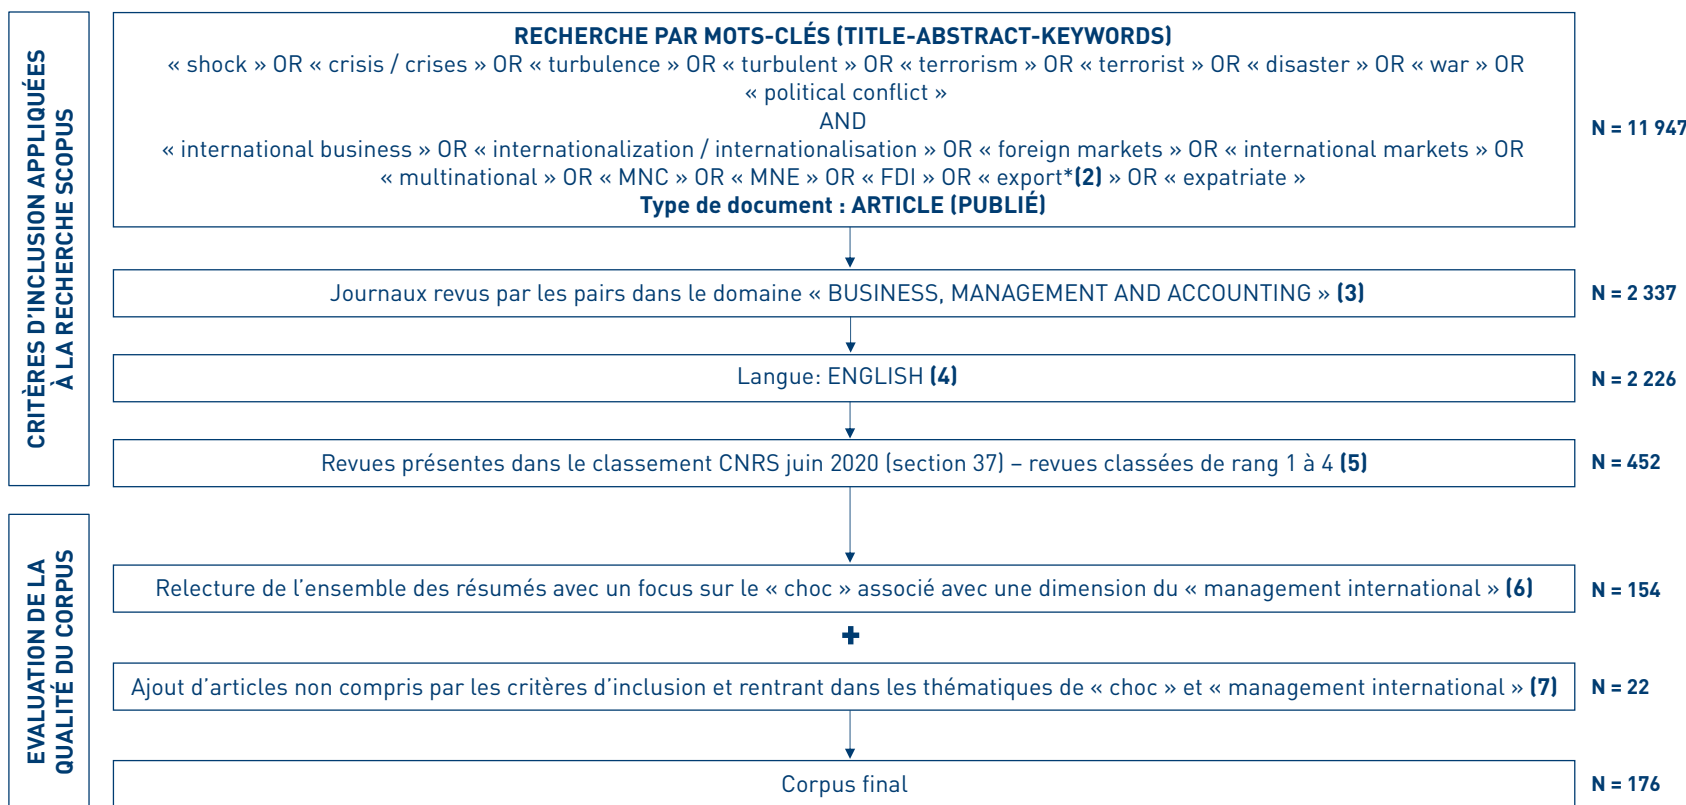 CRITÈRES D'INCLUSION APPLIQUÉES
À LA RECHERCHE SCOPUS
RECHERCHE PAR MOTS-CLÉS (TITLE-ABSTRACT-KEYWORDS)
« shock » OR « crisis / crises » OR « turbulence » OR « turbulent » OR « terrorism » OR « terrorist » OR « disaster » OR « war » OR
« political conflict »
AND
« international business » OR « internationalization / internationalisation » OR « foreign markets » OR « international markets » OR
« multinational » OR « MNC » OR « MNE » OR « FDI » OR « export*(2) » OR « expatriate »
Type de document : ARTICLE (PUBLIÉ)
N = 11 947
Journaux revus par les pairs dans le domaine « BUSINESS, MANAGEMENT AND ACCOUNTING » (3)
N = 2 337
Langue: ENGLISH (4)
N = 2 226
Revues présentes dans le classement CNRS juin 2020 (section 37) – revues classées de rang 1 à 4 (5)
N = 452
EVALUATION DE LA
QUALITÉ DU CORPUS
Relecture de l'ensemble des résumés avec un focus sur le « choc » associé avec une dimension du « management international » (6)
N = 154
+
Ajout d'articles non compris par les critères d'inclusion et rentrant dans les thématiques de « choc » et « management international » (7)
N = 22
Corpus final
N = 176